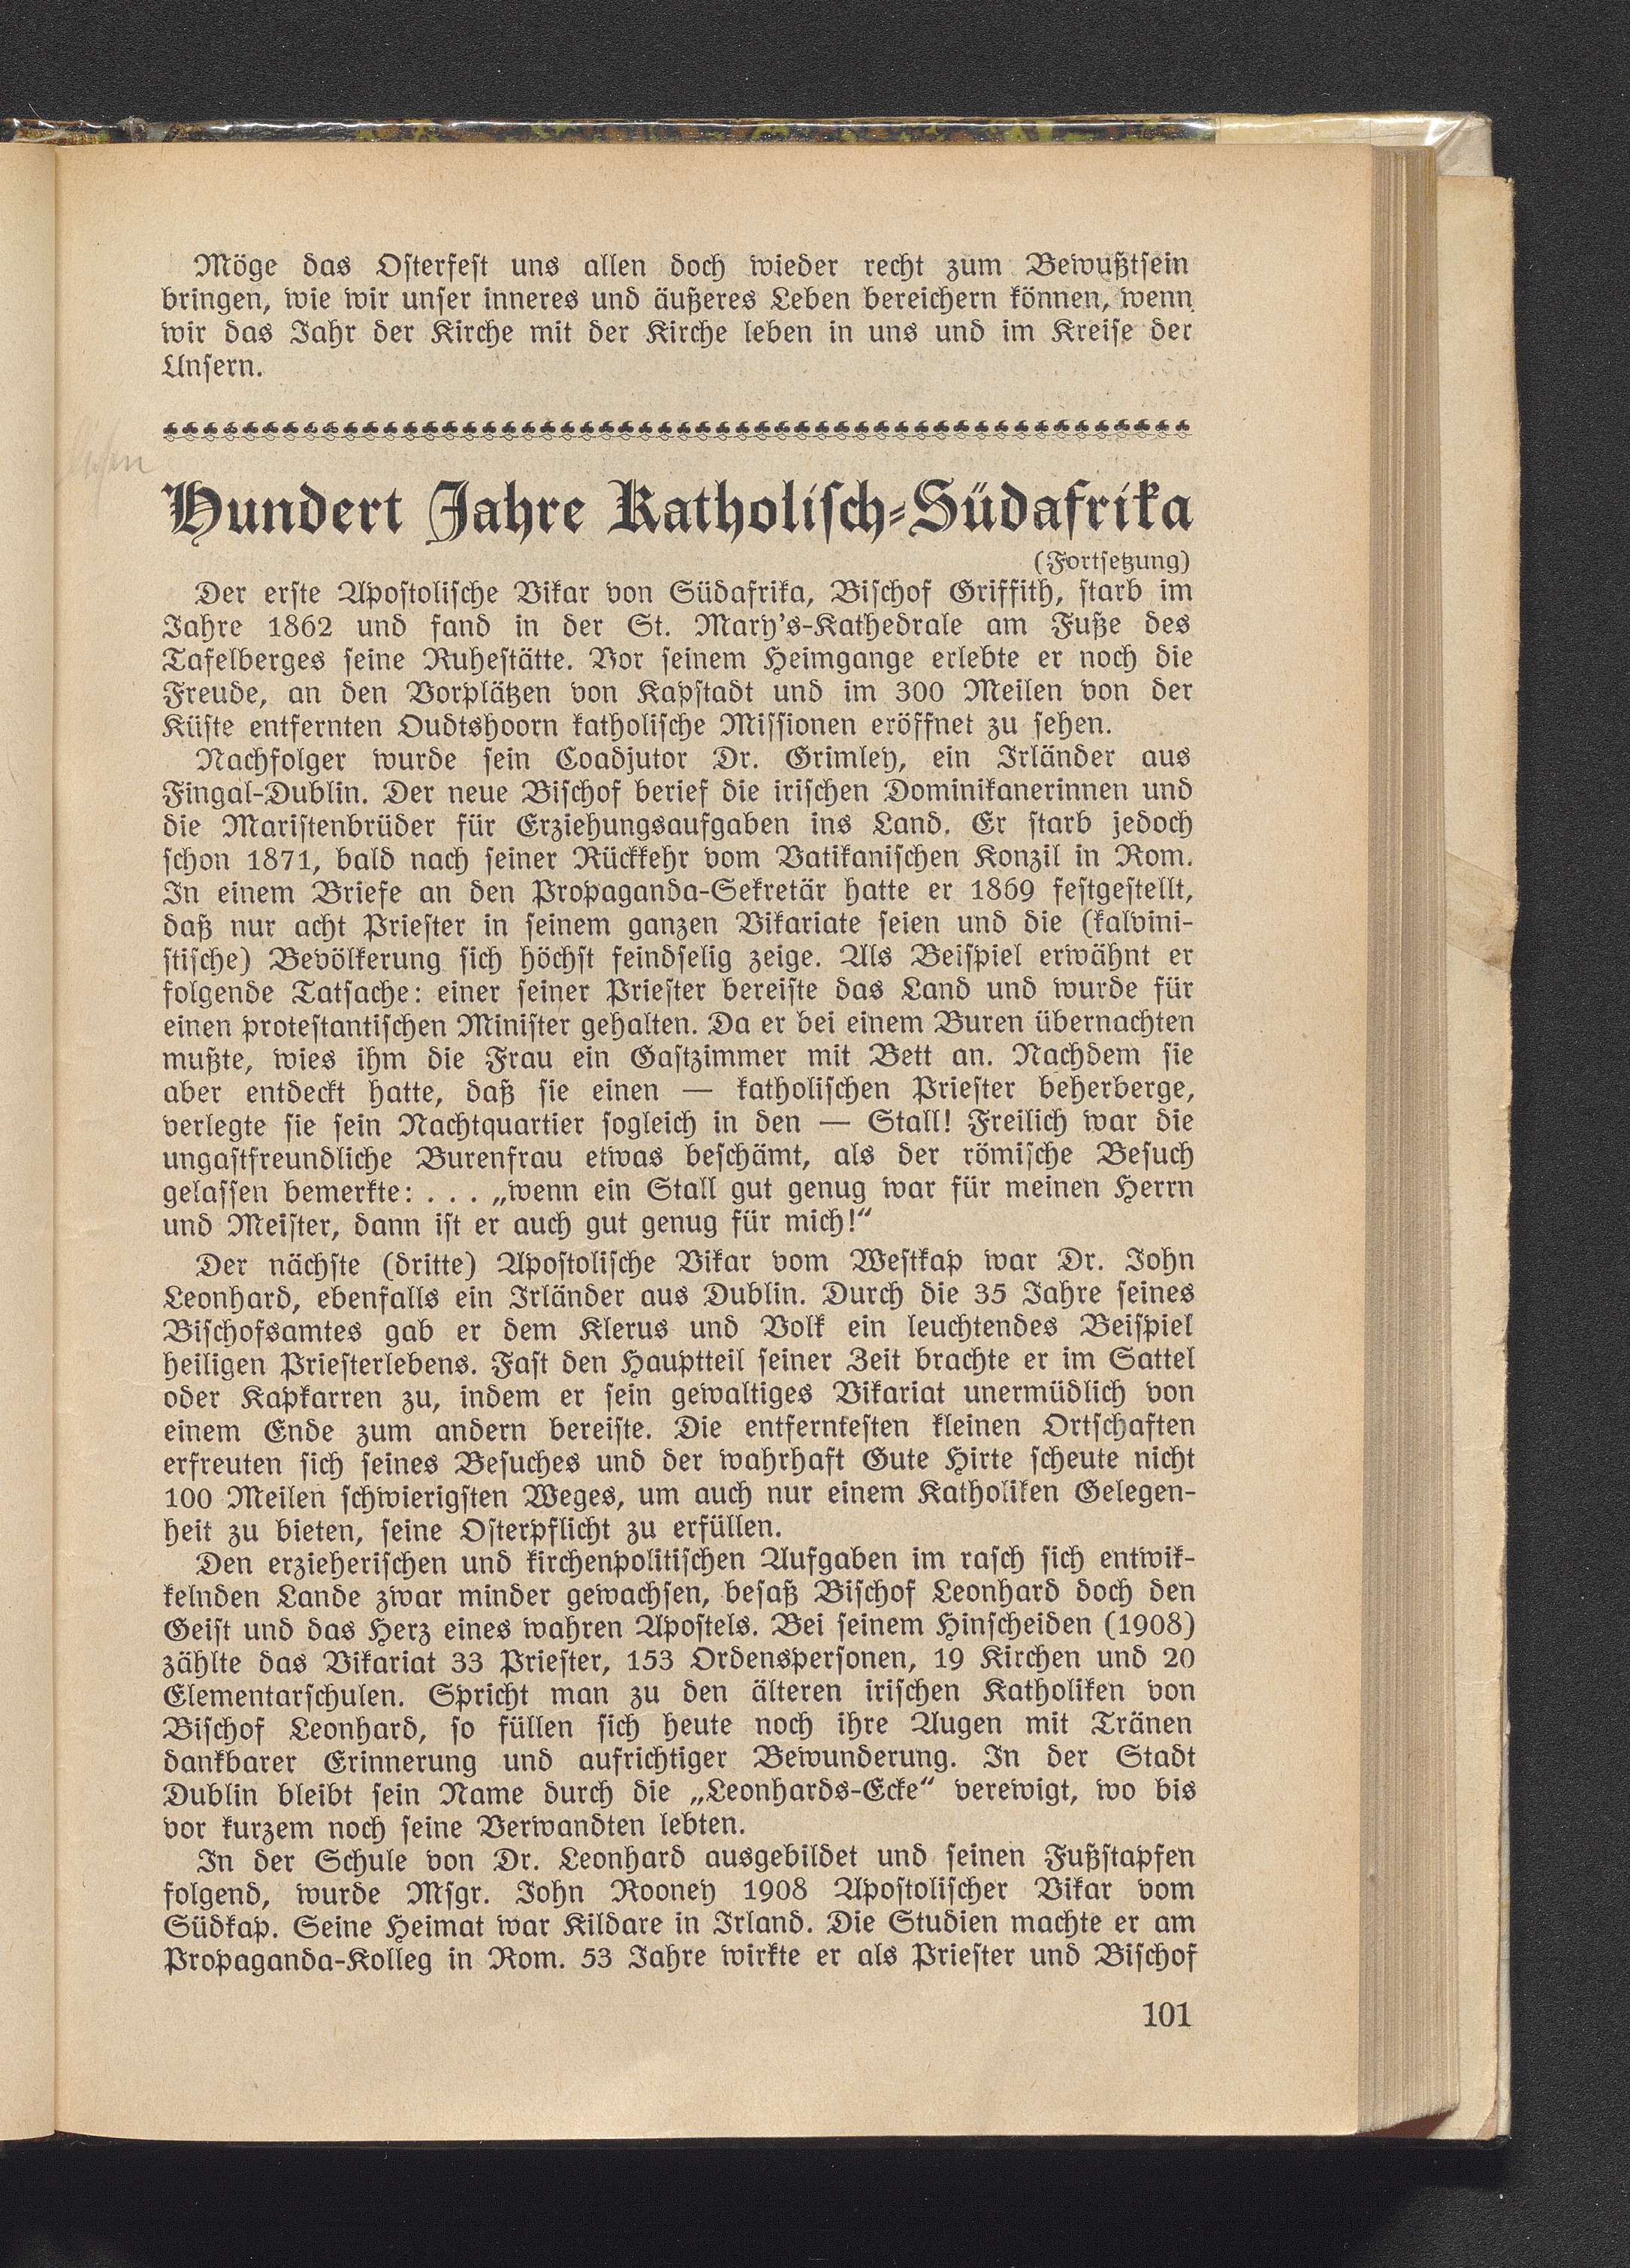 Möge das Osterfest uns allen doch wieder recht zum Bewußtsein
bringen, wie wir unser inneres und äußeres Leben bereichern können, wenn
wir das Jahr der Kirche mit der Kirche leben in uns und im Kreise der
Unsern.
Hundert Jahre Katholisch-Südafrika
(Fortsetzung)
Der erste Apostolische Vikar von Südafrika, Bischof Griffith, starb im
Jahre 1862 und fand in der St. Mary's-Kathedrale am Fuße des
Tafelberges seine Ruhestätte. Vor seinem Heimgange erlebte er noch die
Freude, an den Vorplätzen von Kapstadt und im 300 Meilen von der
Küste entfernten Oudtshoorn katholische Missionen eröffnet zu sehen.
Nachfolger wurde sein Coadjutor Dr. Grimley, ein Irländer aus
Fingal-Dublin. Der neue Bischof berief die irischen Dominikanerinnen und
die Maristenbrüder für Erziehungsaufgaben ins Land. Er starb jedoch
schon 1871, bald nach seiner Rückkehr vom Vatikanischen Konzil in Rom.
In einem Briefe an den Propaganda-Sekretär hatte er 1869 festgestellt,
daß nur acht Priester in seinem ganzen Vikariate seien und die (kalvini-
stische) Bevölkerung sich höchst feindselig zeige. Als Beispiel erwähnt er
folgende Tatsache: einer seiner Priester bereiste das Land und wurde für
einen protestantischen Minister gehalten. Da er bei einem Buren übernachten
mußte, wies ihm die Frau ein Gastzimmer mit Bett an. Nachdem sie
aber entdeckt hatte, daß sie einen — katholischen Priester beherberge,
verlegte sie sein Nachtquartier sogleich in den — Stall! Freilich war die
ungastfreundliche Burenfrau etwas beschämt, als der römische Besuch
gelassen bemerkte: . . . „wenn ein Stall gut genug war für meinen Herrn
und Meister, dann ist er auch gut genug für mich!“
Der nächste (dritte) Apostolische Vikar vom Westkap war Dr. John
Leonhard, ebenfalls ein Irländer aus Dublin. Durch die 35 Jahre seines
Bischofsamtes gab er dem Klerus und Volk ein leuchtendes Beispiel
heiligen Priesterlebens. Fast den Hauptteil seiner Zeit brachte er im Sattel
oder Kapkarren zu, indem er sein gewaltiges Vikariat unermüdlich von
einem Ende zum andern bereiste. Die entferntesten kleinen Ortschaften
erfreuten sich seines Besuches und der wahrhaft Gute Hirte scheute nicht
100 Meilen schwierigsten Weges, um auch nur einem Katholiken Gelegen-
heit zu bieten, seine Osterpflicht zu erfüllen.
Den erzieherischen und kirchenpolitischen Aufgaben im rasch sich entwik-
kelnden Lande zwar minder gewachsen, besaß Bischof Leonhard doch den
Geist und das Herz eines wahren Apostels. Bei seinem Hinscheiden (1908)
zählte das Vikariat 33 Priester, 153 Ordenspersonen, 19 Kirchen und 20
Elementarschulen. Spricht man zu den älteren irischen Katholiken von
Bischof Leonhard, so füllen sich heute noch ihre Augen mit Tränen
dankbarer Erinnerung und aufrichtiger Bewunderung. In der Stadt
Dublin bleibt sein Name durch die „Leonhards-Ecke“ verewigt, wo bis
vor kurzem noch seine Verwandten lebten.
In der Schule von Dr. Leonhard ausgebildet und seinen Fußstapfen
folgend, wurde Msgr. John Rooney 1908 Apostolischer Vikar vom
Südkap. Seine Heimat war Kildare in Irland. Die Studien machte er am
Propaganda-Kolleg in Rom. 53 Jahre wirkte er als Priester und Bischof
101